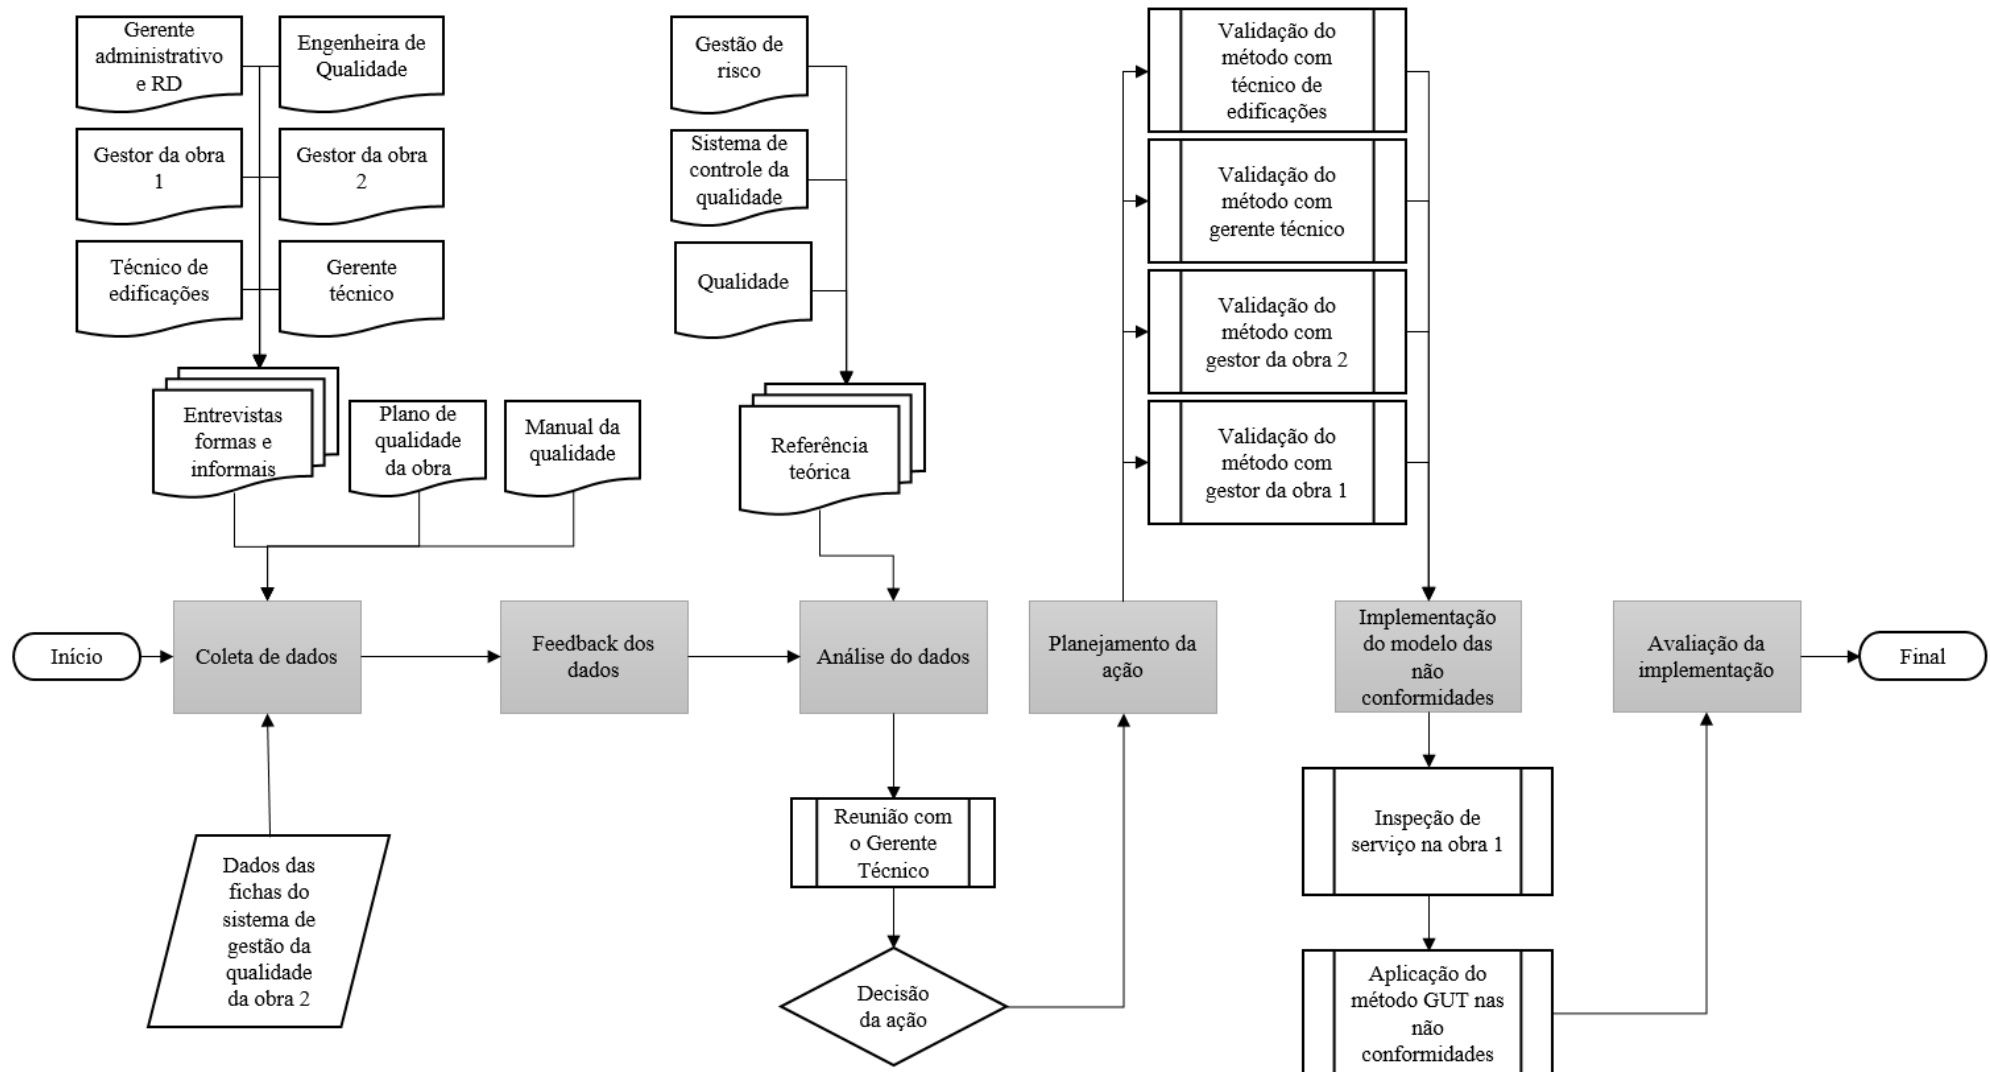 Gerente
administrativo
e RD
Engenheira de
Qualidade
Gestor da obra
1
Gestor da obra
2
Técnico de
edificações
Gerente
técnico
Entrevistas
formas e
informais
Plano de
qualidade
da obra
Manual da
qualidade
Gestão de
risco
Sistema de
controle da
qualidade
Qualidade
Referência
teórica
Validação do
método com
técnico de
edificações
Validação do
método com
gerente técnico
Validação do
método com
gestor da obra 2
Validação do
método com
gestor da obra 1
Início
Coleta de dados
Feedback dos
dados
Análise do dados
Planejamento da
ação
Implementação
do modelo das
não
conformidades
Avaliação da
implementação
Final
Dados das
fichas do
sistema de
gestão da
qualidade
da obra 2
Reunião com
o Gerente
Técnico
Decisão
da ação
Inspeção de
serviço na obra 1
Aplicação do
método GUT nas
não
conformidades